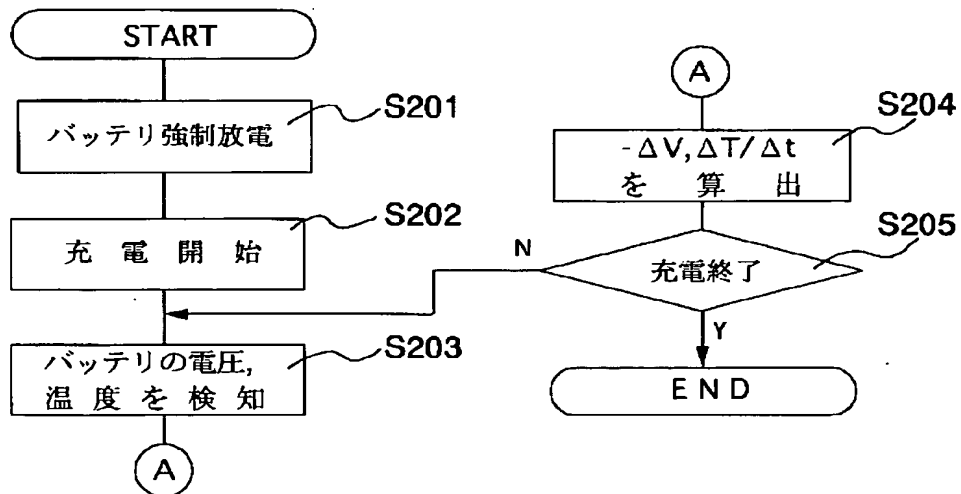 START
バッテリ強制放電
S201
充電開始
S202
バッテリの電圧,
温度を検知
S203
A
A
-ΔV,ΔT/Δt
を算出
S204
充電終了
S205
N
Y
END